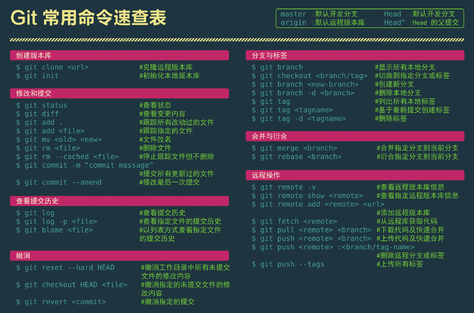 Git 常用命令速查表
master :默认开发分支 Head :默认开发分支
origin :默认远程版本库 Head^ :Head 的父提交
创建版本库
$ git clone <url> #克隆远程版本库
$ git init #初始化本地版本库
修改和提交
$ git status #查看状态
$ git diff #查看变更内容
$ git add . #跟踪所有改动过的文件
$ git add <file> #跟踪指定的文件
$ git mv <old> <new> #文件改名
$ git rm <file> #删除文件
$ git rm --cached <file> #停止跟踪文件但不删除
$ git commit -m “commit message”
#提交所有更新过的文件
$ git commit --amend #修改最后一次提交
查看提交历史
$ git log #查看提交历史
$ git log -p <file> #查看指定文件的提交历史
$ git blame <file> #以列表方式查看指定文件
的提交历史
撤消
$ git reset --hard HEAD #撤消工作目录中所有未提交
文件的修改内容
$ git checkout HEAD <file> #撤消指定的未提交文件的修
改内容
$ git revert <commit> #撤消指定的提交
分支与标签
$ git branch #显示所有本地分支
$ git checkout <branch/tag> #切换到指定分支或标签
$ git branch <new-branch> #创建新分支
$ git branch -d <branch> #删除本地分支
$ git tag #列出所有本地标签
$ git tag <tagname> #基于最新提交创建标签
$ git tag -d <tagname> #删除标签
合并与衍合
$ git merge <branch> #合并指定分支到当前分支
$ git rebase <branch> #衍合指定分支到当前分支
远程操作
$ git remote -v #查看远程版本库信息
$ git remote show <remote> #查看指定远程版本库信息
$ git remote add <remote> <url>
#添加远程版本库
$ git fetch <remote> #从远程库获取代码
$ git pull <remote> <branch> #下载代码及快速合并
$ git push <remote> <branch> #上传代码及快速合并
$ git push <remote> :<branch/tag-name>
#删除远程分支或标签
$ git push --tags #上传所有标签